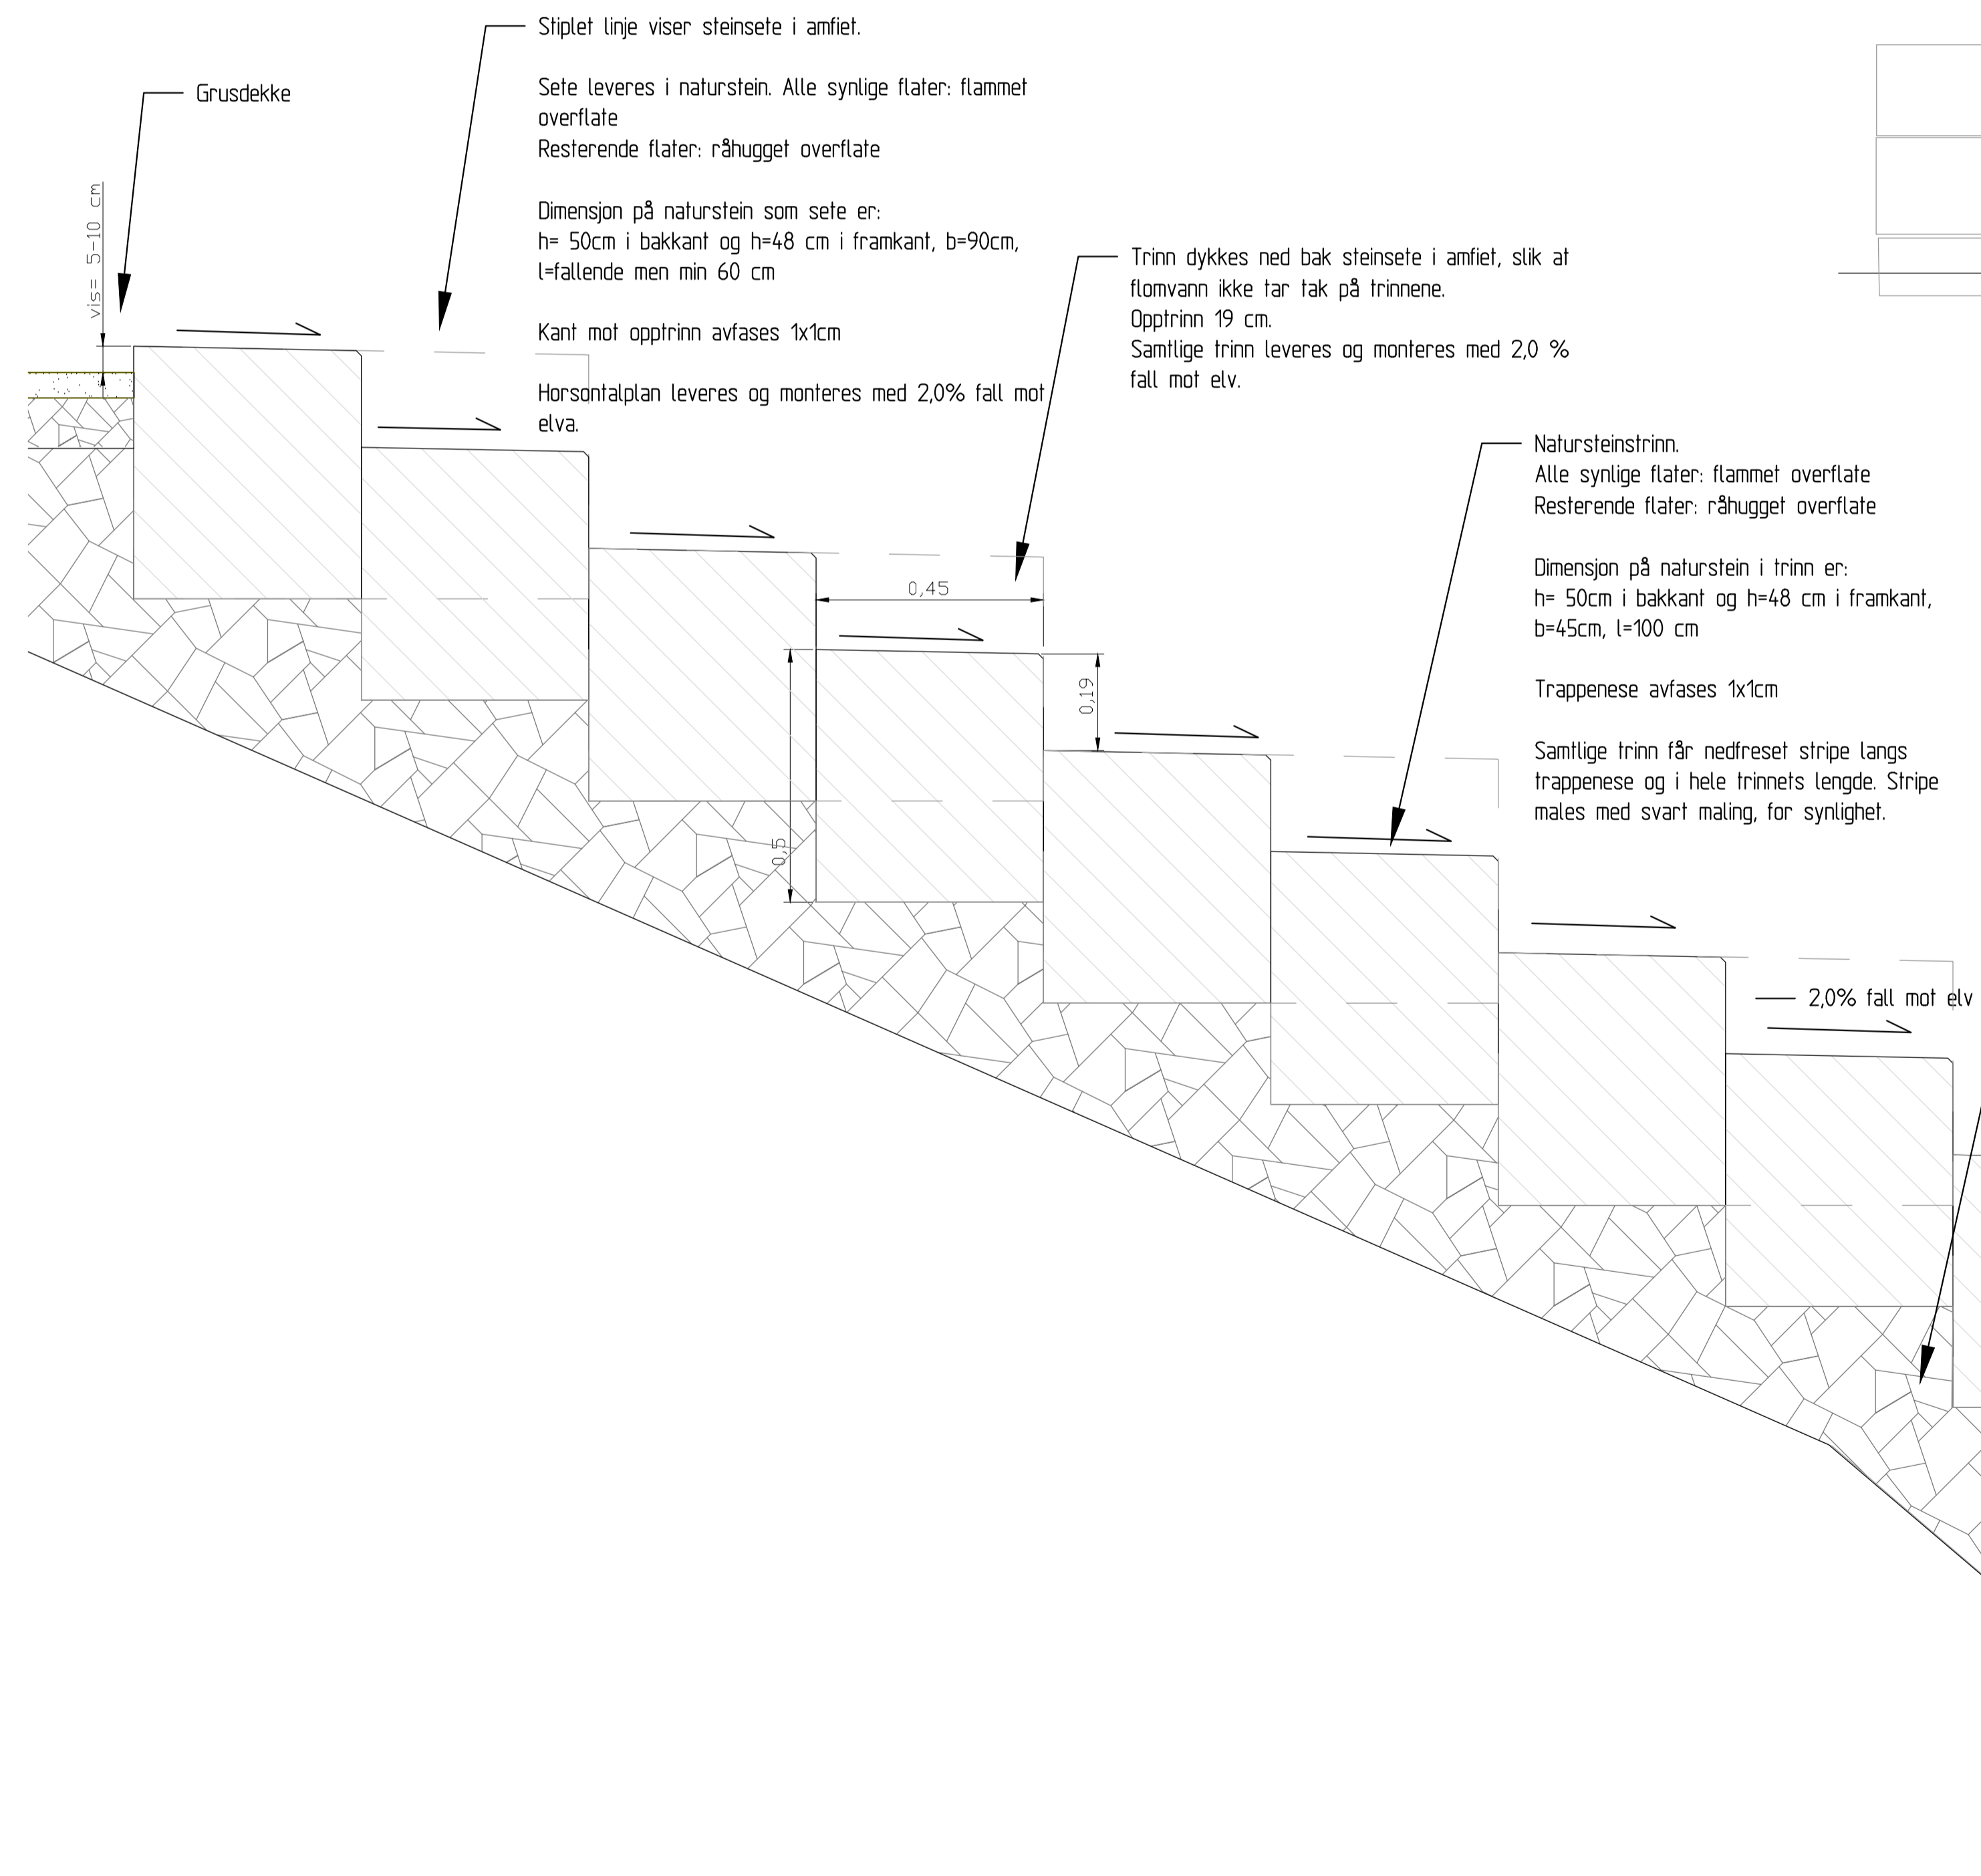 Stiplet linje viser steinsete i amfiet.
Grusdekke
Sete leveres i naturstein. Alle synlige flater: flammet
overflate
Resterende flater: råhugget overflate
Dimensjon på naturstein som sete er:
h= 50cm i bakkant og h=48 cm i framkant, b=90cm,
l=fallende men min 60 cm
Kant mot opptrinn avfases 1x1cm
Horsontalplan leveres og monteres med 2,0% fall mot
elva.
vis= 5-10 cm
Trinn dykkes ned bak steinsete i amfiet, slik at
flomvann ikke tar tak på trinnene.
Opptrinn 19 cm.
Samtlige trinn leveres og monteres med 2,0 %
fall mot elv.
Natursteinstrinn.
Alle synlige flater: flammet overflate
Resterende flater: råhugget overflate
Dimensjon på naturstein i trinn er:
h= 50cm i bakkant og h=48 cm i framkant,
b=45cm, l=100 cm
Trappenese avfases 1x1cm
Samtlige trinn får nedfreset stripe langs
trappenese og i hele trinnets lengde. Stripe
males med svart maling, for synlighet.
0,45
0,19
0,5
2,0% fall mot elv